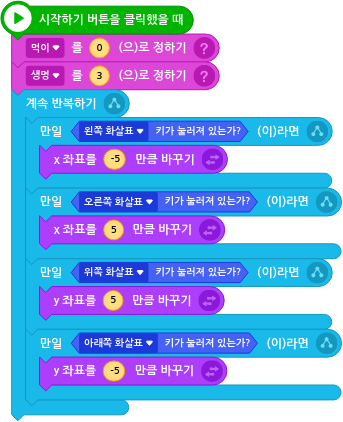 시작하기 버튼을 클릭했을 때
먹이 를 0 (으)로 정하기 ?
생명 를 3 (으)로 정하기 ?
계속 반복하기
만일 왼쪽 화살표 키가 눌러져 있는가? (이)라면
x 좌표를 -5 만큼 바꾸기
만일 오른쪽 화살표 키가 눌러져 있는가? (이)라면
x 좌표를 5 만큼 바꾸기
만일 위쪽 화살표 키가 눌러져 있는가? (이)라면
y 좌표를 5 만큼 바꾸기
만일 아래쪽 화살표 키가 눌러져 있는가? (이)라면
y 좌표를 -5 만큼 바꾸기